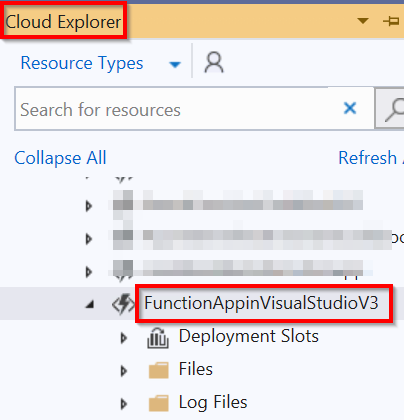 Cloud Explorer
Resource Types
Search for resources
Collapse All Refresh
FunctionAppinVisualStudioV3
Deployment Slots
Files
Log Files